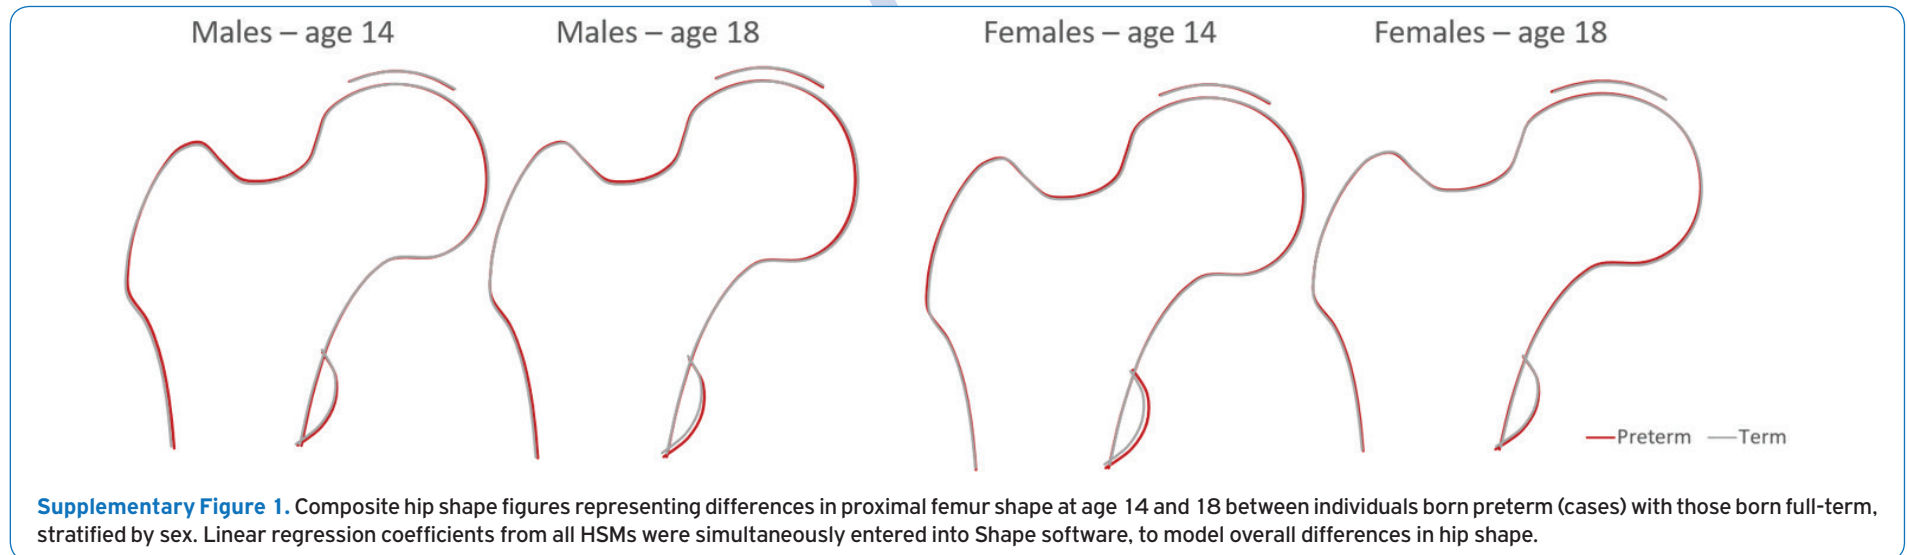 Males – age 14
Males – age 18
Females – age 14
Females – age 18
Preterm
Term
Supplementary Figure 1. Composite hip shape figures representing differences in proximal femur shape at age 14 and 18 between individuals born preterm (cases) with those born full-term,
stratified by sex. Linear regression coefficients from all HSMs were simultaneously entered into Shape software, to model overall differences in hip shape.